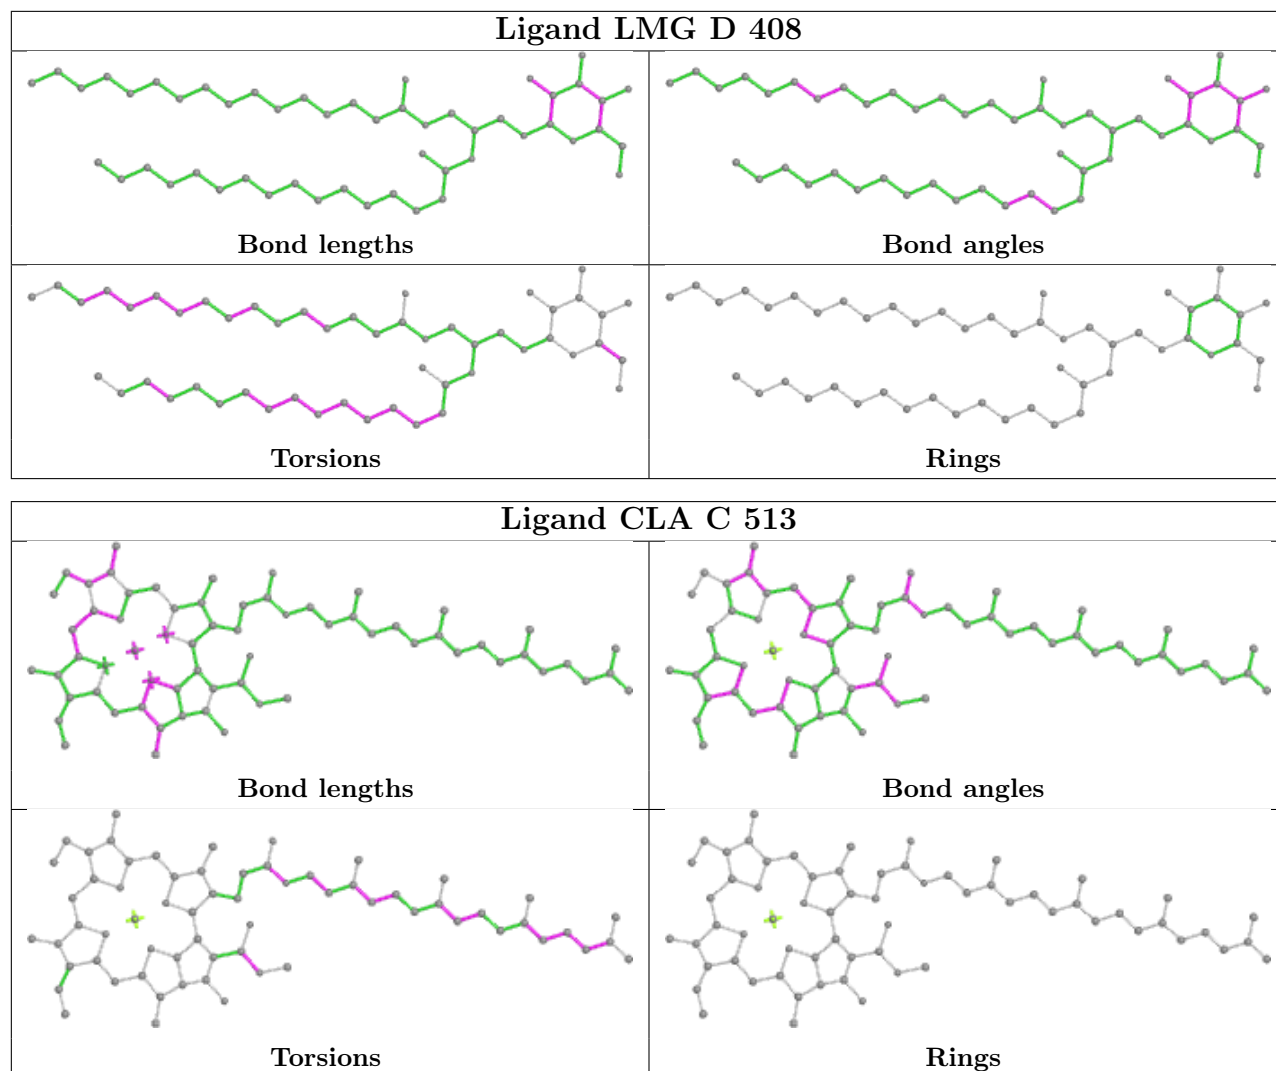 Ligand LMG D 408
Bond lengths
Bond angles
Torsions
Rings
Ligand CLA C 513
Bond lengths
Bond angles
Torsions
Rings